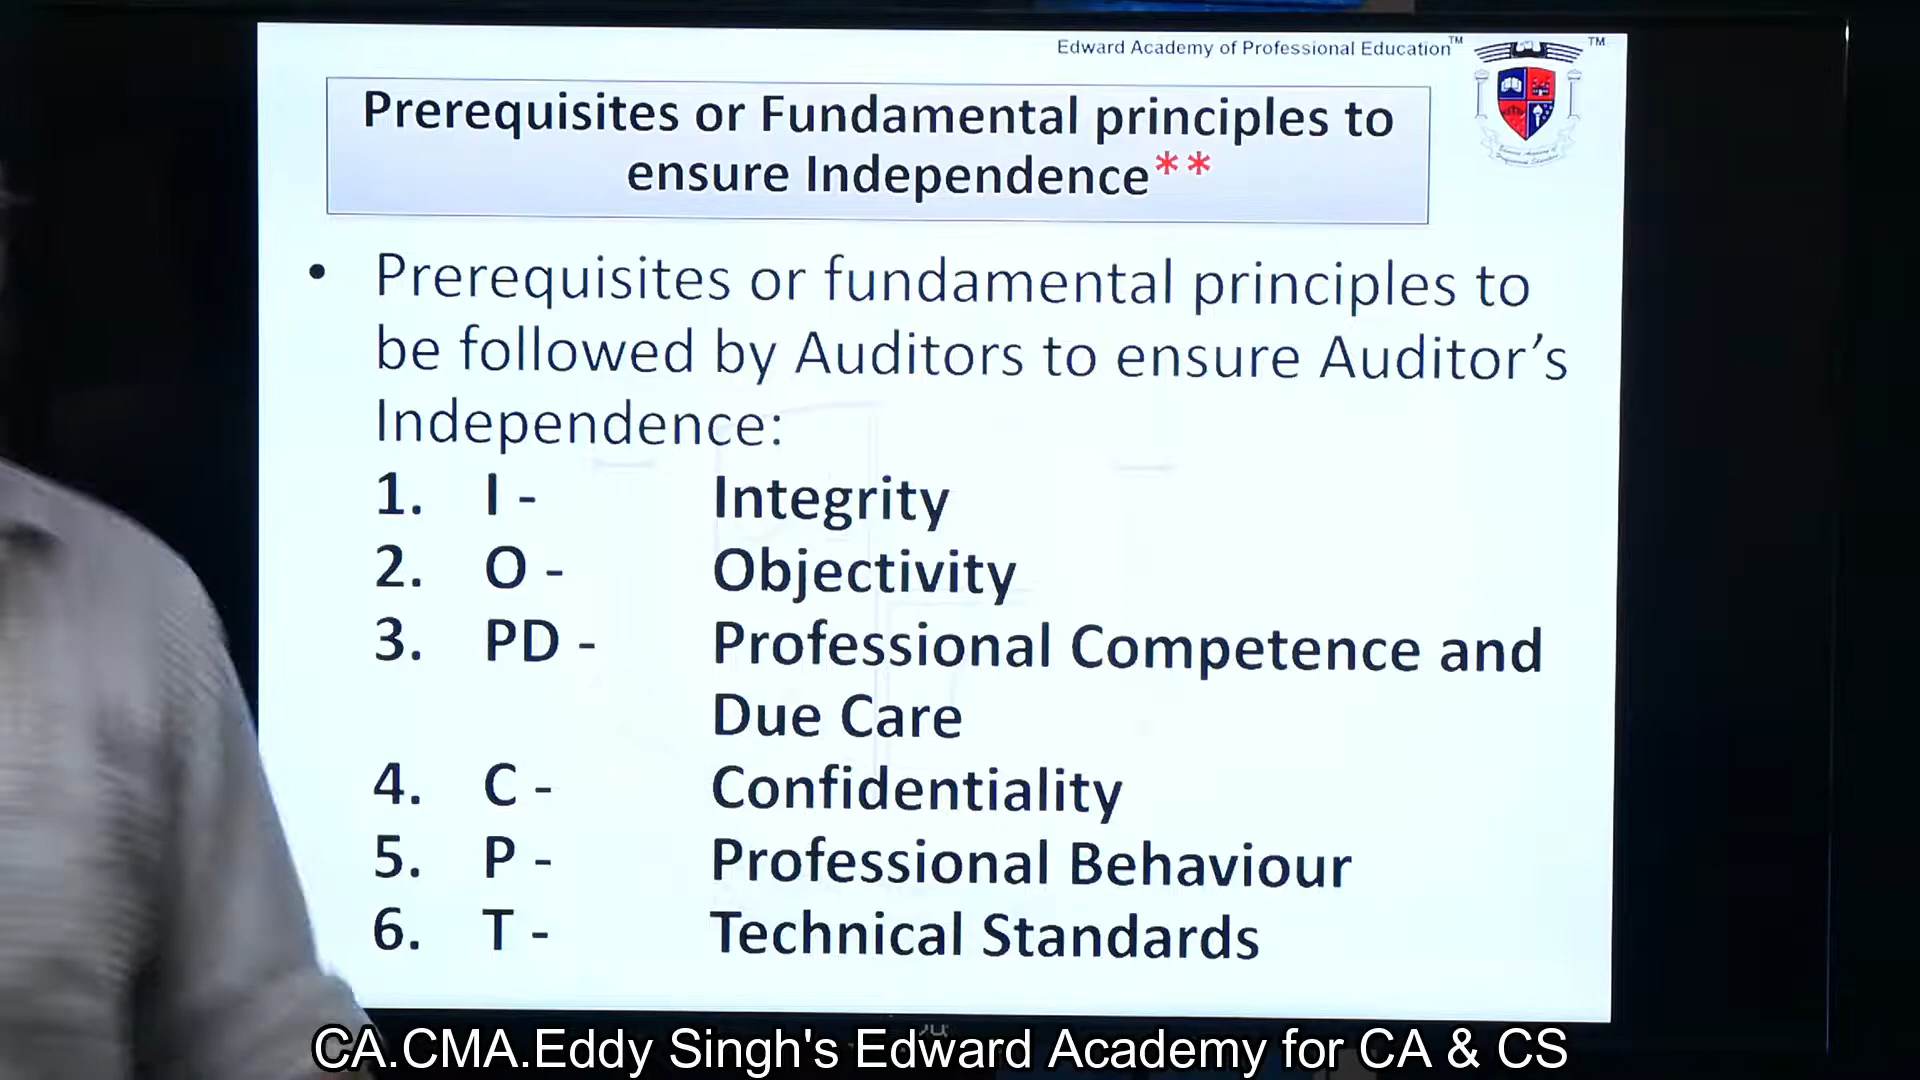 Edward Academy of Professional Education™
™
Prerequisites or Fundamental principles to
ensure Independence**
• Prerequisites or fundamental principles to
be followed by Auditors to ensure Auditor’s
Independence:
1. I - Integrity
2. O - Objectivity
3. PD - Professional Competence and
Due Care
4. C - Confidentiality
5. P - Professional Behaviour
6. T - Technical Standards
CA.CMA.Eddy Singh's Edward Academy for CA & CS